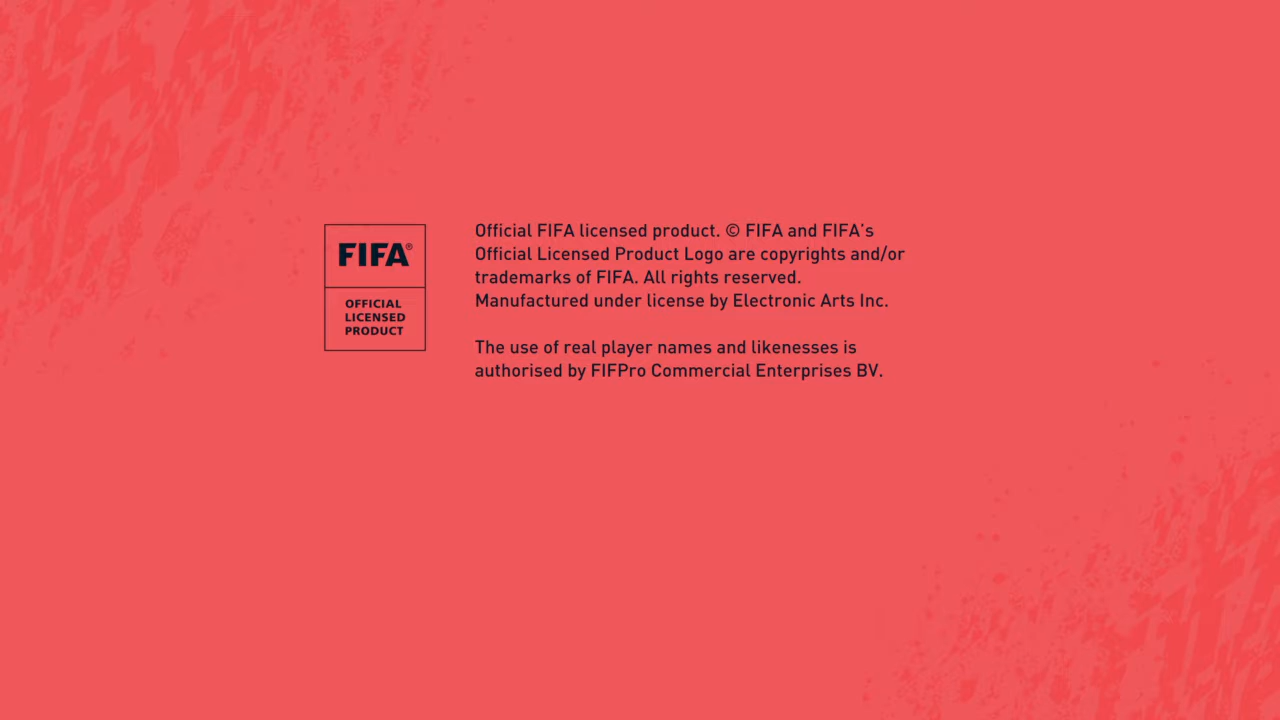 FIFA®
OFFICIAL
LICENSED
PRODUCT
Official FIFA licensed product. © FIFA and FIFA's
Official Licensed Product Logo are copyrights and/or
trademarks of FIFA. All rights reserved.
Manufactured under license by Electronic Arts Inc.
The use of real player names and likenesses is
authorised by FIFPro Commercial Enterprises BV.